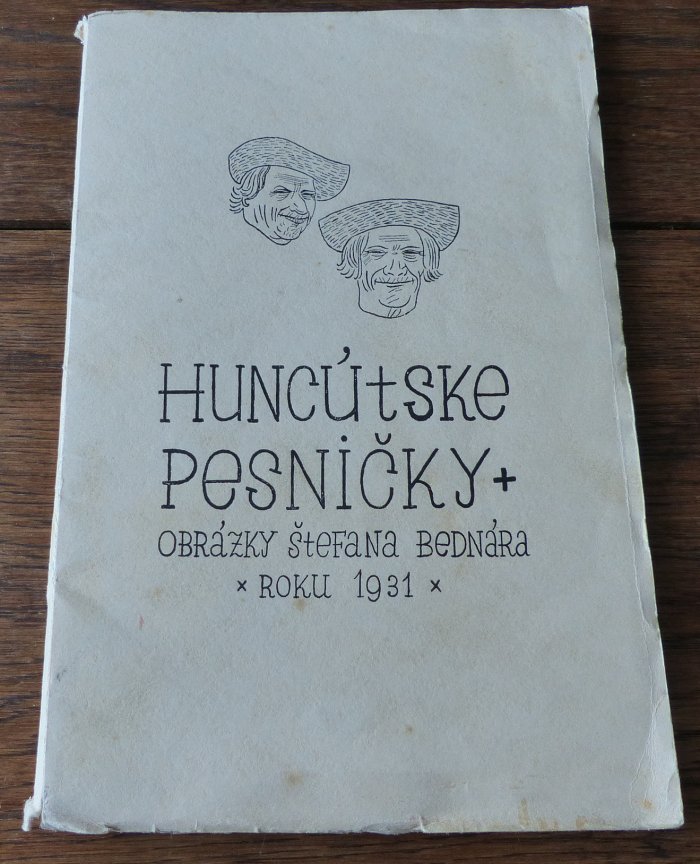 HUNCÚtSKe
PeSNIČKY+
OBRÁZKY ŠteFaNa BeDNÁRa
× ROKU 1931 ×